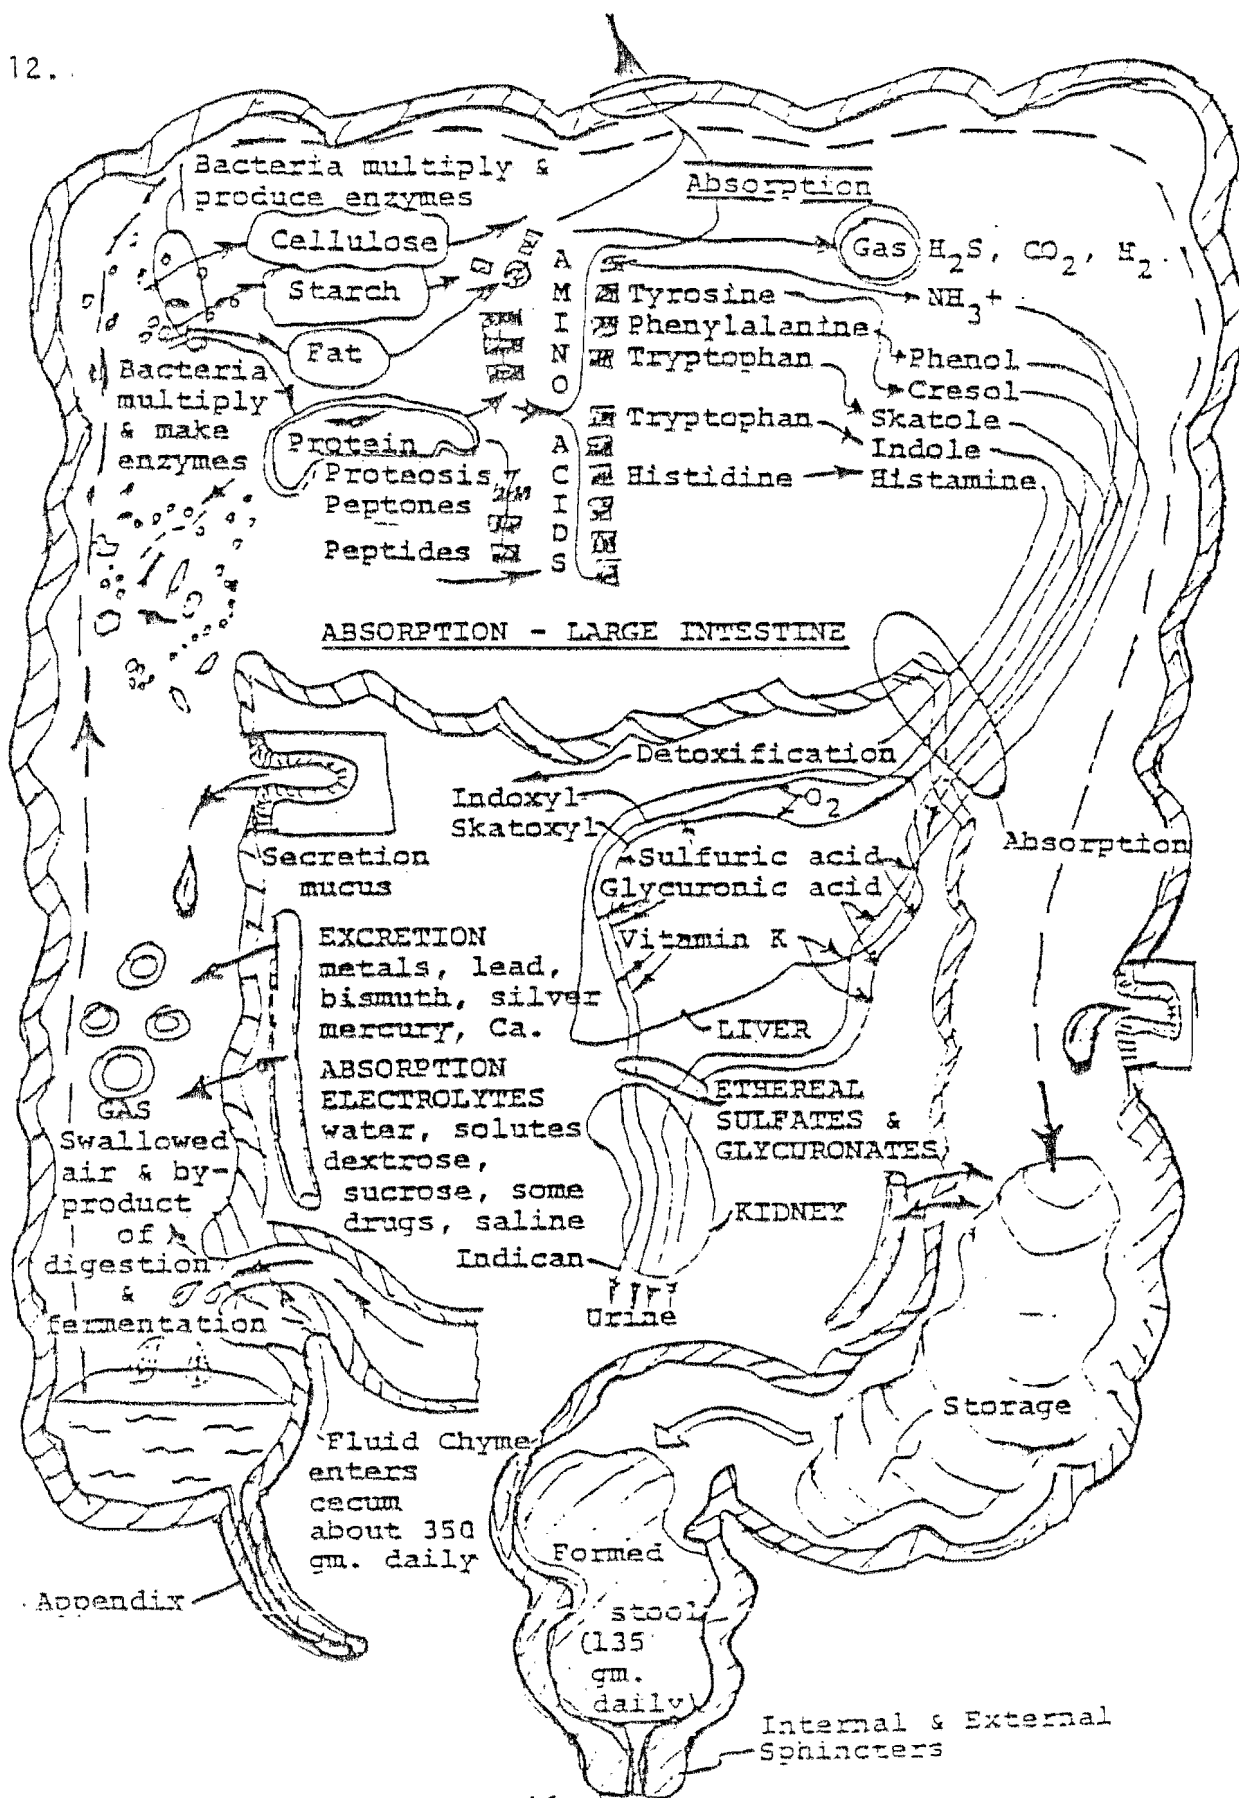 12.
Bacteria multiply &
produce enzymes
Absorption
Cellulose
Starch
Fat
Bacteria
multiply
& make
enzymes
Protein
Proteosis
Peptones
Peptides
AMINO
ACIDS
Gas H2S, CO2, H2.
Tyrosine
NH3+
Phenylalanine
Tryptophan
Phenol
Cresol
Tryptophan
Skatole
Indole
Histidine
Histamine
ABSORPTION - LARGE INTESTINE
Detoxification
Indoxyl
Skatoxyl
O2
Absorption
Secretion
mucus
Sulfuric acid
Glycuronic acid
Vitamin K
EXCRETION
metals, lead,
bismuth, silver
mercury, Ca.
LIVER
ABSORPTION
ELECTROLYTES
water, solutes
dextrose,
sucrose, some
drugs, saline
ETHEREAL
SULFATES &
GLYCURONATES
KIDNEY
Indican
Urine
GAS
Swallowed
air & by-
product
of
digestion
&
fermentation
Storage
Fluid Chyme
enters
cecum
about 350
gm. daily
Appendix
Formed
stool
(135
gm.
daily)
Internal & External
Sphincters